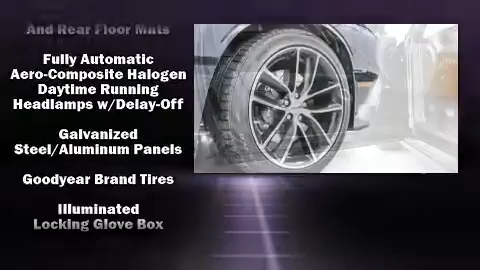 And Rear Floor Mats
Fully Automatic
Aero-Composite Halogen
Daytime Running
Headlamps w/Delay-Off
Galvanized
Steel/Aluminum Panels
Goodyear Brand Tires
Illuminated
Locking Glove Box